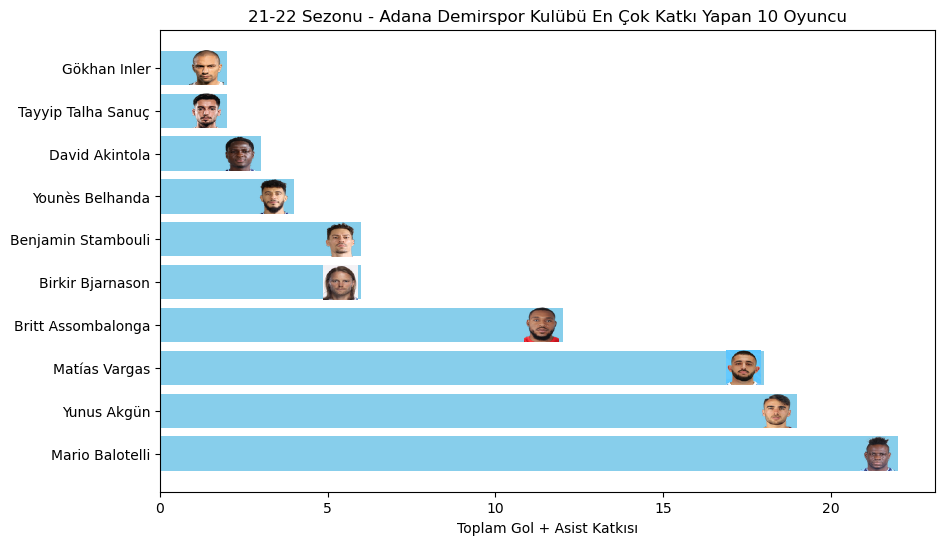 21-22 Sezonu - Adana Demirspor Kulübü En Çok Katkı Yapan 10 Oyuncu
Gökhan Inler
Tayyip Talha Sanuç
David Akintola
Younès Belhanda
Benjamin Stambouli
Birkir Bjarnason
Britt Assombalonga
Matías Vargas
Yunus Akgün
Mario Balotelli
0 5 10 15 20
Toplam Gol + Asist Katkısı